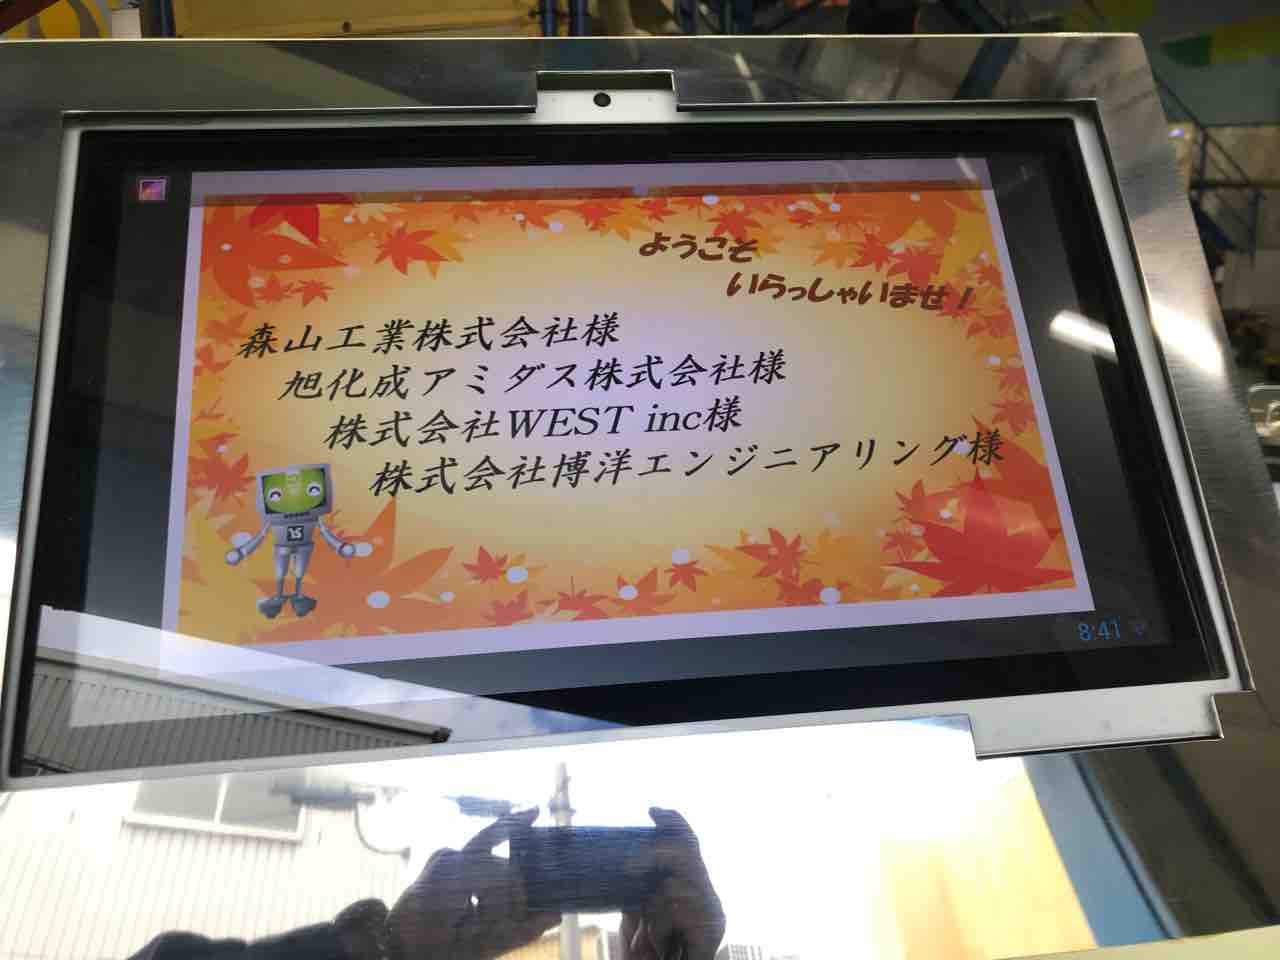 ようこそ
いらっしゃいませ！
森山工業株式会社様
旭化成アミダス株式会社様
株式会社WEST inc様
株式会社博洋エンジニアリング様
8:41